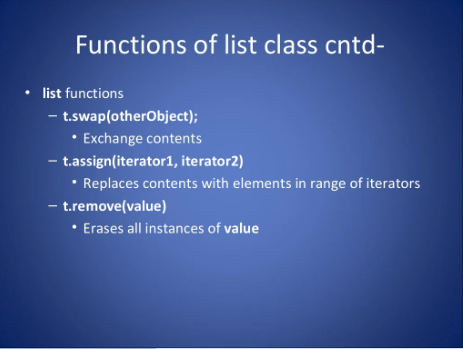 Functions of list class cntd-
• list functions
– t.swap(otherObject);
• Exchange contents
– t.assign(iterator1, iterator2)
• Replaces contents with elements in range of iterators
– t.remove(value)
• Erases all instances of value